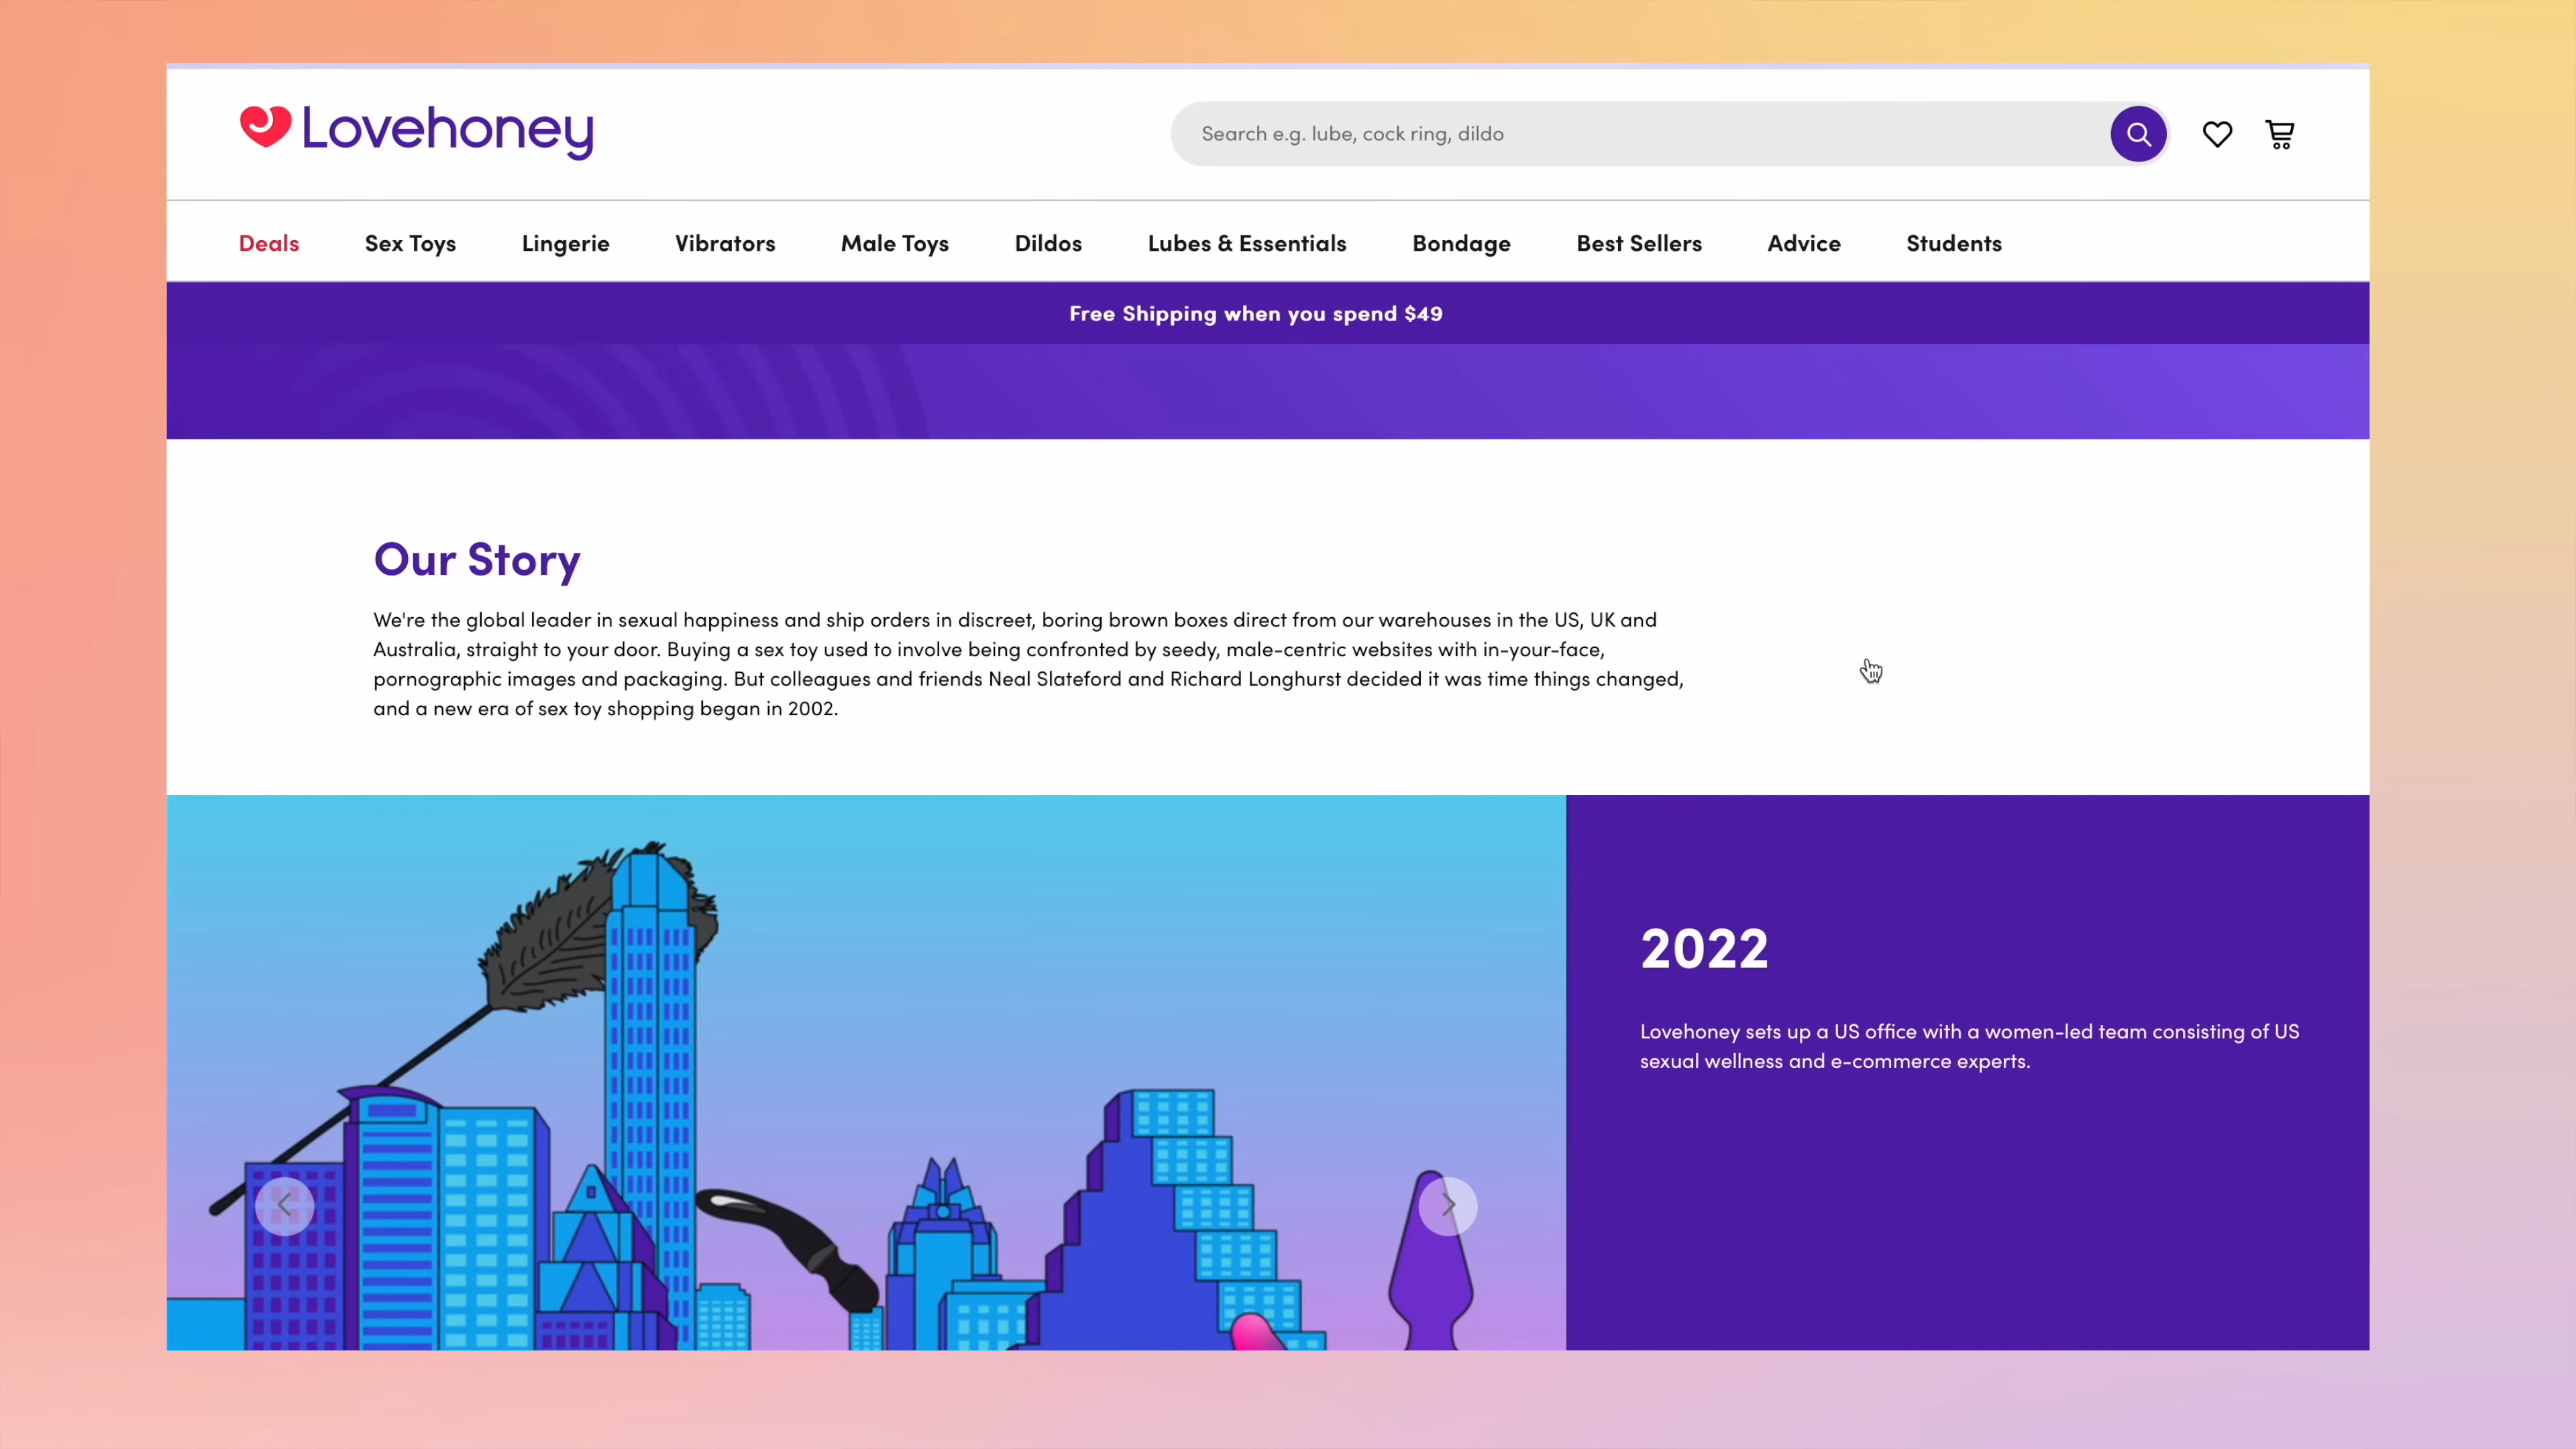 Lovehoney
Search e.g. lube, cock ring, dildo
Deals Sex Toys Lingerie Vibrators Male Toys Dildos Lubes & Essentials Bondage Best Sellers Advice Students
Free Shipping when you spend $49
Our Story
We're the global leader in sexual happiness and ship orders in discreet, boring brown boxes direct from our warehouses in the US, UK and
Australia, straight to your door. Buying a sex toy used to involve being confronted by seedy, male-centric websites with in-your-face,
pornographic images and packaging. But colleagues and friends Neal Slateford and Richard Longhurst decided it was time things changed,
and a new era of sex toy shopping began in 2002.
2022
Lovehoney sets up a US office with a women-led team consisting of US
sexual wellness and e-commerce experts.